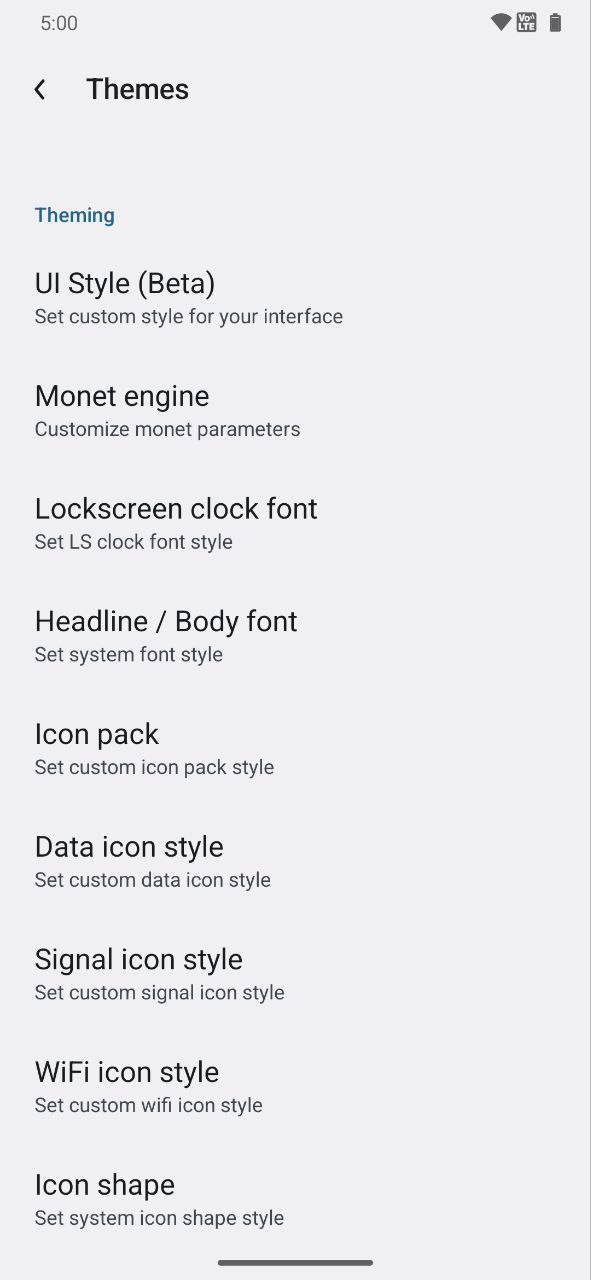 5:00
Vo))
LTE
Themes
Theming
UI Style (Beta)
Set custom style for your interface
Monet engine
Customize monet parameters
Lockscreen clock font
Set LS clock font style
Headline / Body font
Set system font style
Icon pack
Set custom icon pack style
Data icon style
Set custom data icon style
Signal icon style
Set custom signal icon style
WiFi icon style
Set custom wifi icon style
Icon shape
Set system icon shape style